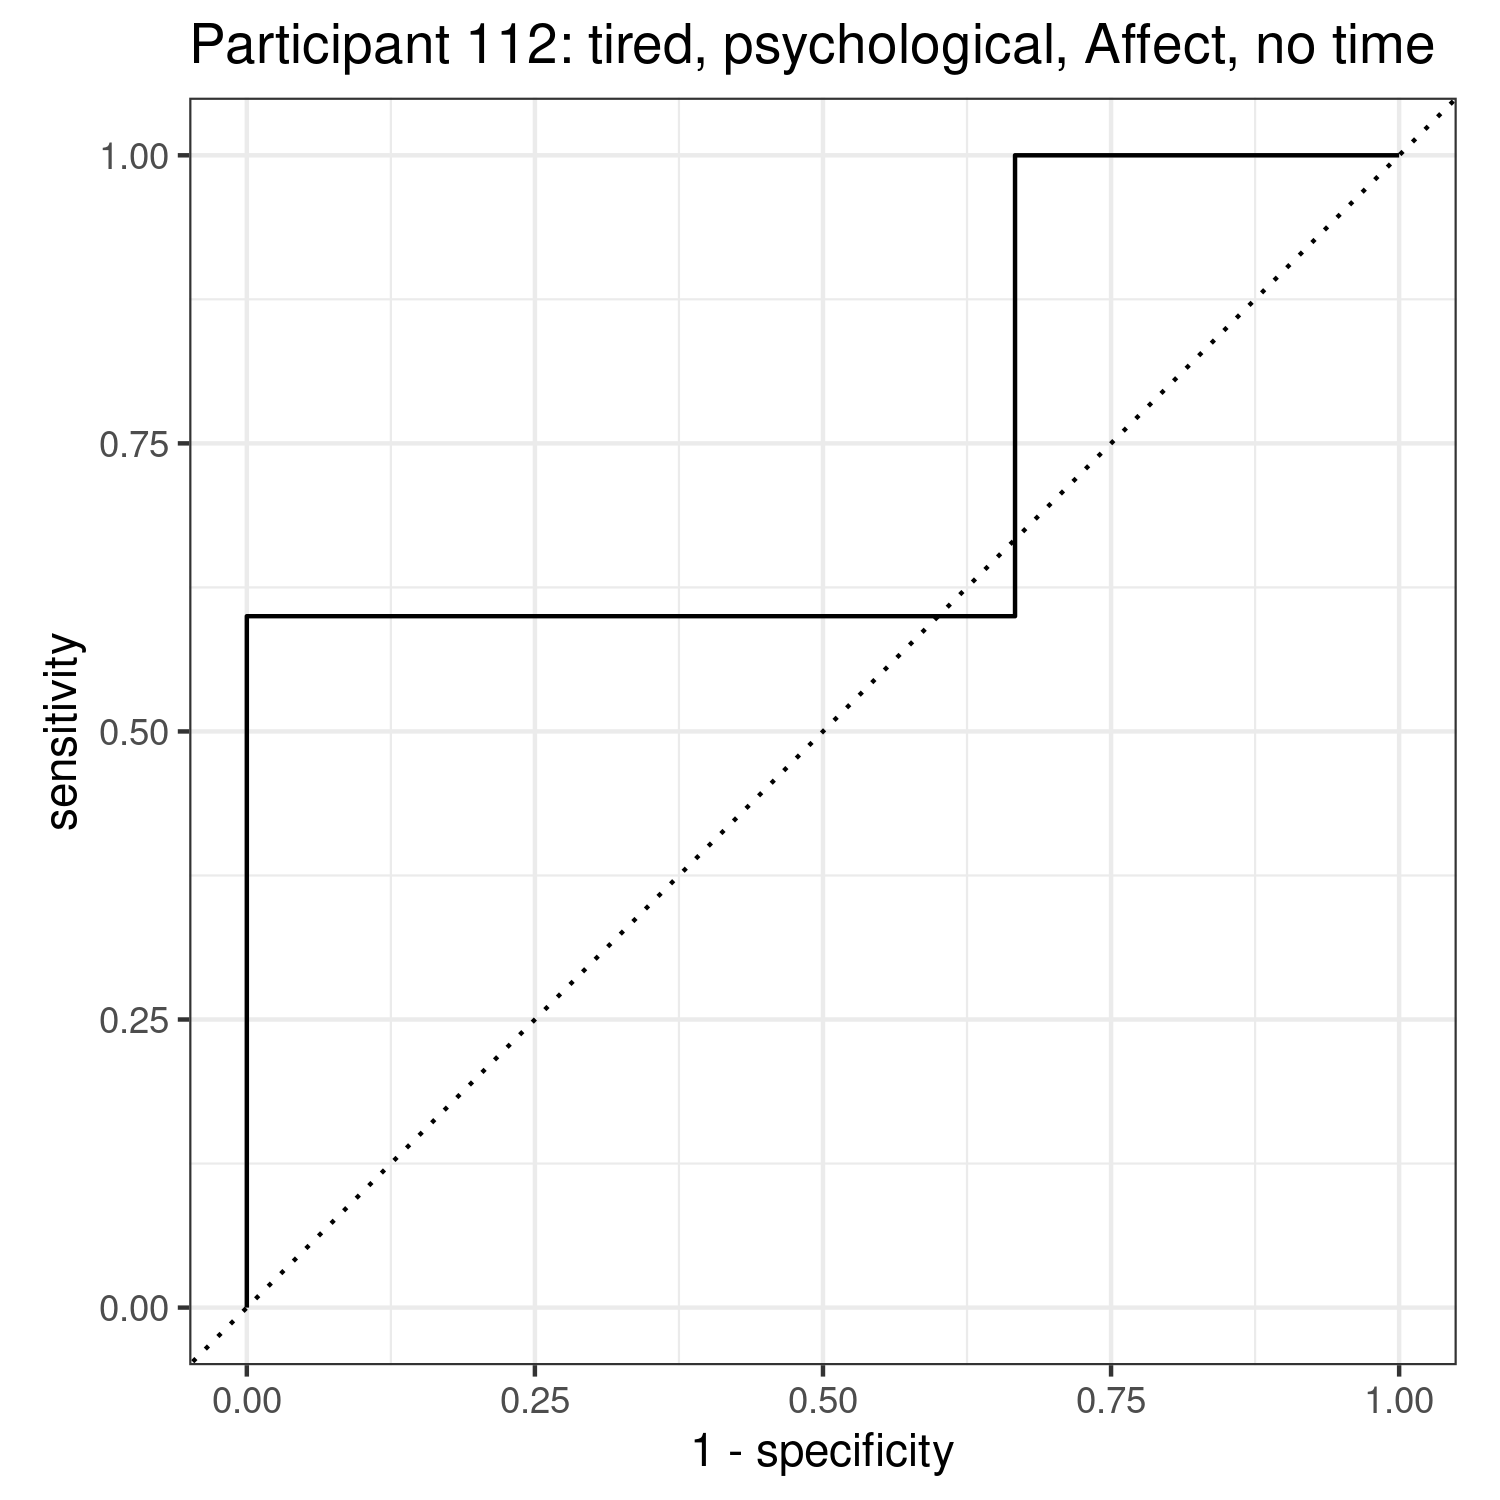 Participant 112: tired, psychological, Affect, no time
1.00
0.75
0.50
0.25
0.00
sensitivity
0.00 0.25 0.50 0.75 1.00
1 - specificity